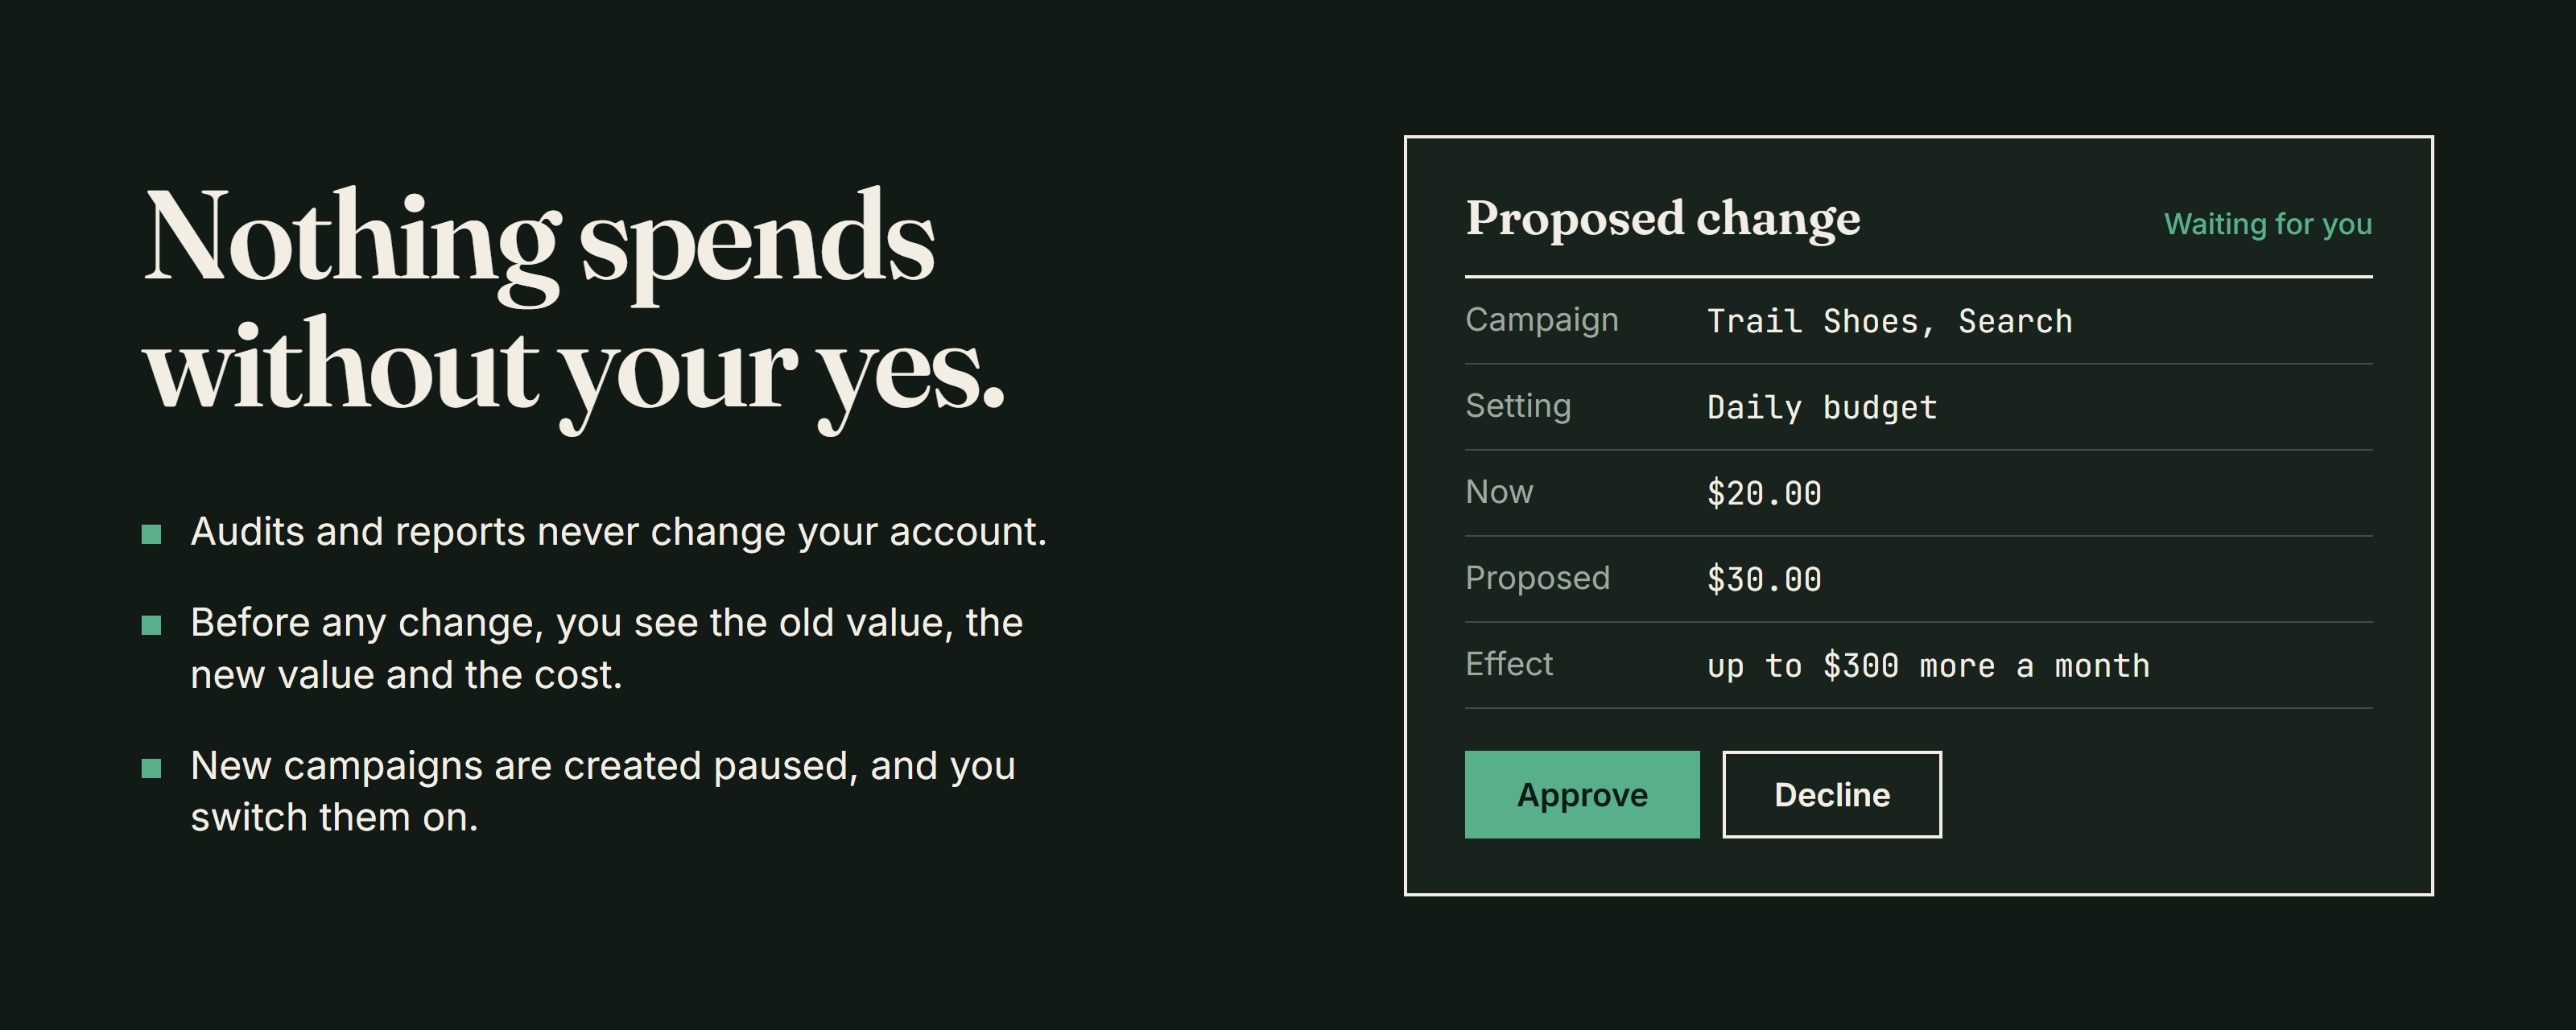 Nothing spends
without your yes.
Audits and reports never change your account.
Before any change, you see the old value, the
new value and the cost.
New campaigns are created paused, and you
switch them on.
Proposed change
Waiting for you
Campaign Trail Shoes, Search
Setting Daily budget
Now $20.00
Proposed $30.00
Effect up to $300 more a month
Approve Decline